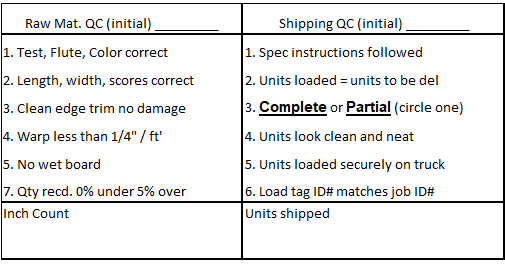 Raw Mat. QC (initial) _________
1. Test, Flute, Color correct
2. Length, width, scores correct
3. Clean edge trim no damage
4. Warp less than 1/4" / ft'
5. No wet board
7. Qty recd. 0% under 5% over
Inch Count
Shipping QC (initial) _________
1. Spec instructions followed
2. Units loaded = units to be del
3. Complete or Partial (circle one)
4. Units look clean and neat
5. Units loaded securely on truck
6. Load tag ID# matches job ID#
Units shipped